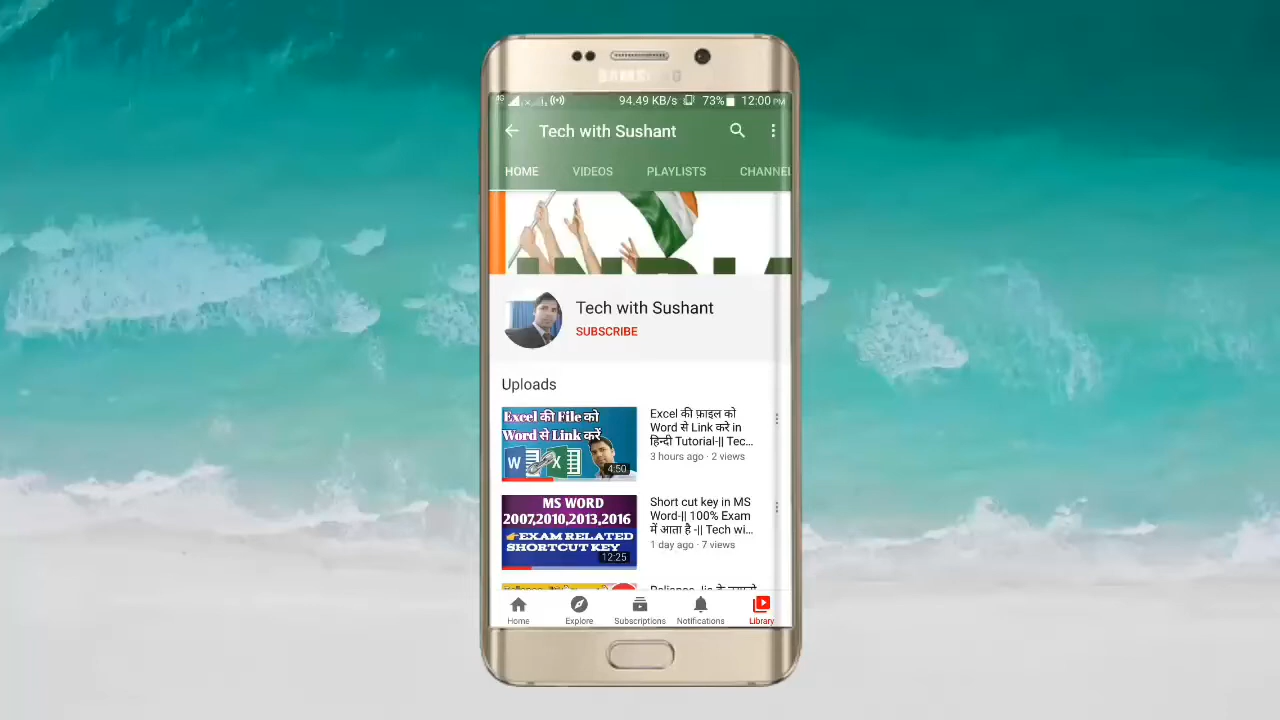 SAMSUNG
4G 94.49 KB/s 73% 12:00 PM
Tech with Sushant
HOME VIDEOS PLAYLISTS CHANNEL
INDIA
Tech with Sushant
SUBSCRIBE
Uploads
Excel की File को
Word से Link करें
W X
4:50
Excel की फ़ाइल को
Word से Link करे in
हिन्दी Tutorial-|| Tec...
3 hours ago · 2 views
MS WORD
2007,2010,2013,2016
EXAM RELATED
SHORTCUT KEY
12:25
Short cut key in MS
Word-|| 100% Exam
में आता है -|| Tech wi...
1 day ago · 7 views
Home Explore Subscriptions Notifications Library